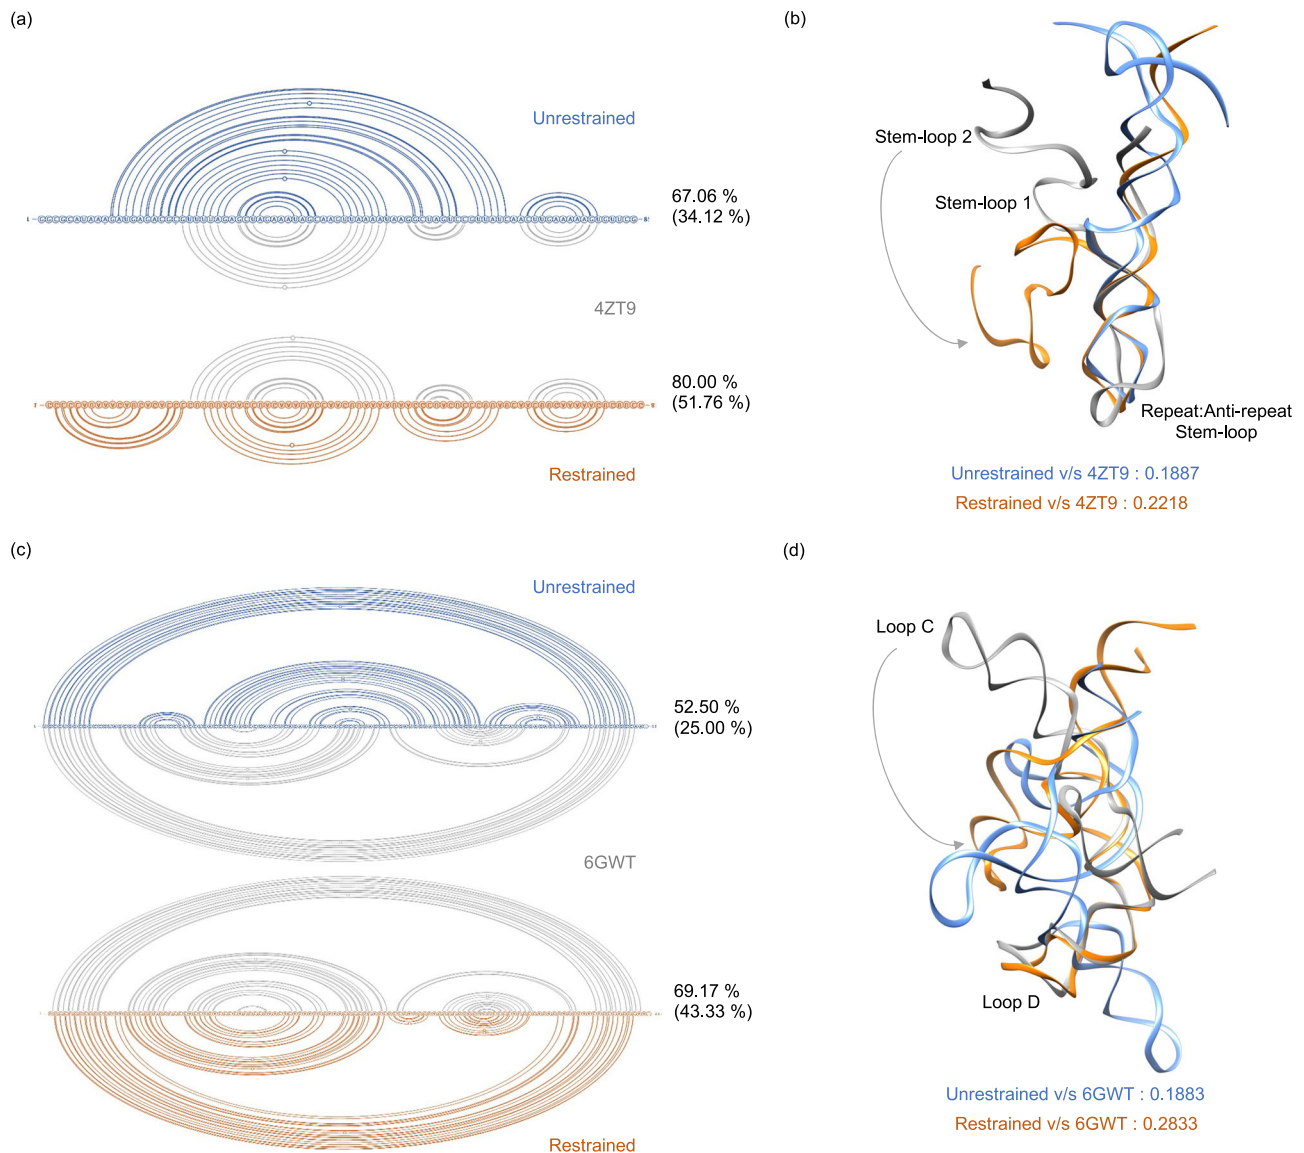 (a)
Unrestrained
67.06 %
(34.12 %)
4ZT9
80.00 %
(51.76 %)
Restrained
(b)
Stem-loop 2
Stem-loop 1
Repeat:Anti-repeat
Stem-loop
Unrestrained v/s 4ZT9 : 0.1887
Restrained v/s 4ZT9 : 0.2218
(c)
Unrestrained
52.50 %
(25.00 %)
6GWT
69.17 %
(43.33 %)
Restrained
(d)
Loop C
Loop D
Unrestrained v/s 6GWT : 0.1883
Restrained v/s 6GWT : 0.2833